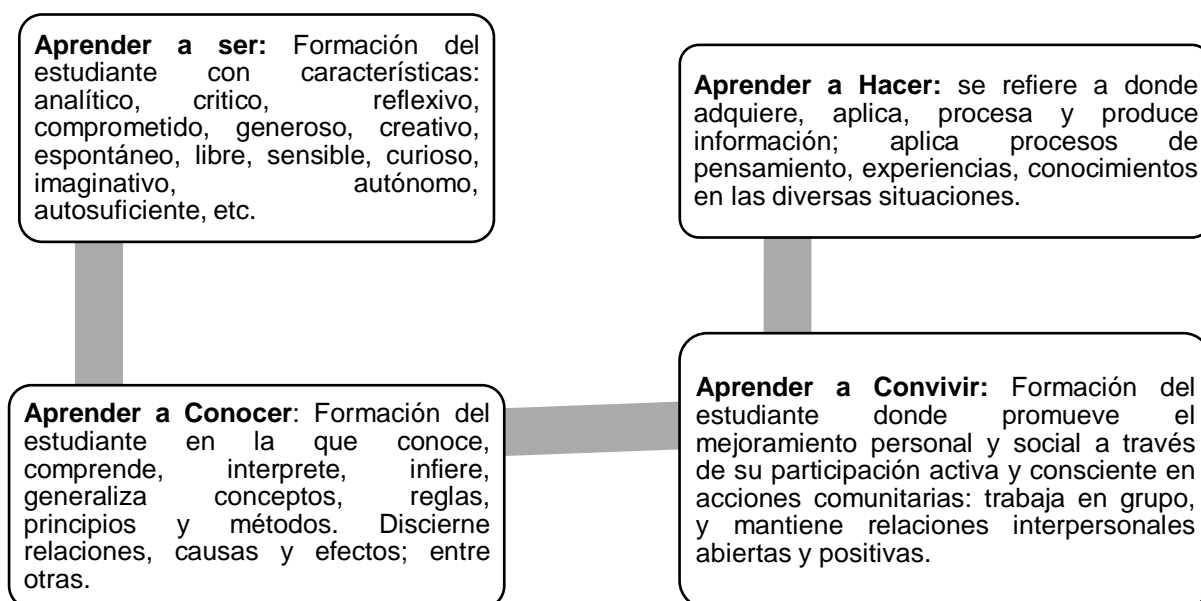 Aprender a ser: Formación del
estudiante con características:
analítico, critico, reflexivo,
comprometido, generoso, creativo,
espontáneo, libre, sensible, curioso,
imaginativo, autónomo,
autosuficiente, etc.
Aprender a Hacer: se refiere a donde
adquiere, aplica, procesa y produce
información; aplica procesos de
pensamiento, experiencias, conocimientos
en las diversas situaciones.
Aprender a Conocer: Formación del
estudiante en la que conoce,
comprende, interprete, infiere,
generaliza conceptos, reglas,
principios y métodos. Discierne
relaciones, causas y efectos; entre
otras.
Aprender a Convivir: Formación del
estudiante donde promueve el
mejoramiento personal y social a través
de su participación activa y consciente en
acciones comunitarias: trabaja en grupo,
y mantiene relaciones interpersonales
abiertas y positivas.